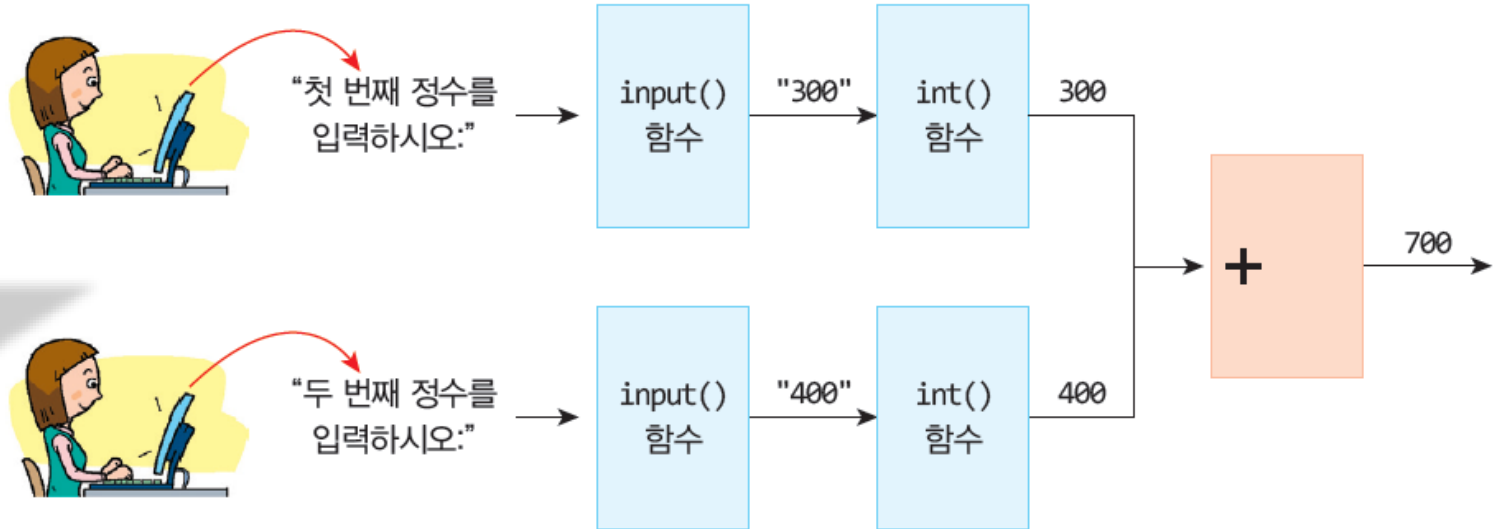 “첫 번째 정수를
입력하시오:”
input()
함수
"300"
int()
함수
300
“두 번째 정수를
입력하시오:”
input()
함수
"400"
int()
함수
400
+
700